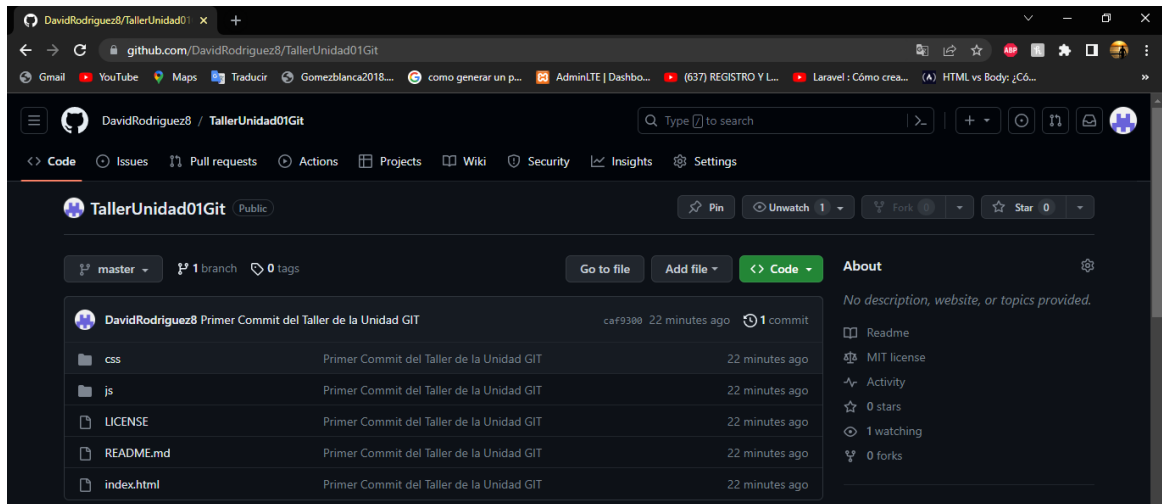 DavidRodriguez8/TallerUnidad01
github.com/DavidRodriguez8/TallerUnidad01Git
Gmail YouTube Maps Traducir Gomezblanca2018.... como generar un p... AdminLTE | Dashbo... (637) REGISTRO Y L... Laravel : Cómo crea... HTML vs Body: ¿Có... »
DavidRodriguez8 / TallerUnidad01Git Type / to search
<> Code Issues Pull requests Actions Projects Wiki Security Insights Settings
TallerUnidad01Git Public Pin Unwatch 1 Fork 0 Star 0
master 1 branch 0 tags Go to file Add file <> Code About
No description, website, or topics provided.
DavidRodriguez8 Primer Commit del Taller de la Unidad GIT caf9300 22 minutes ago 1 commit
Readme
css Primer Commit del Taller de la Unidad GIT 22 minutes ago
MIT license
js Primer Commit del Taller de la Unidad GIT 22 minutes ago
Activity
0 stars
LICENSE Primer Commit del Taller de la Unidad GIT 22 minutes ago
1 watching
README.md Primer Commit del Taller de la Unidad GIT 22 minutes ago
0 forks
index.html Primer Commit del Taller de la Unidad GIT 22 minutes ago